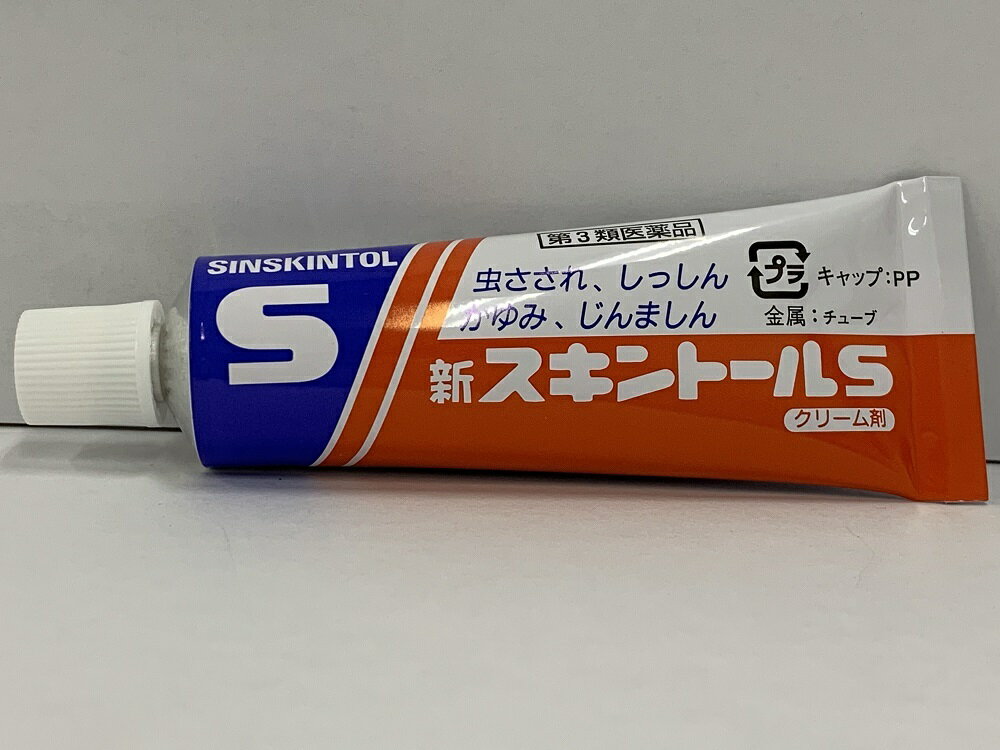 SINSKINTOL
S
第3類医薬品
虫さされ、しっしん
かゆみ、じんましん
プラ
キャップ:PP
金属:チューブ
新スキントールS
クリーム剤